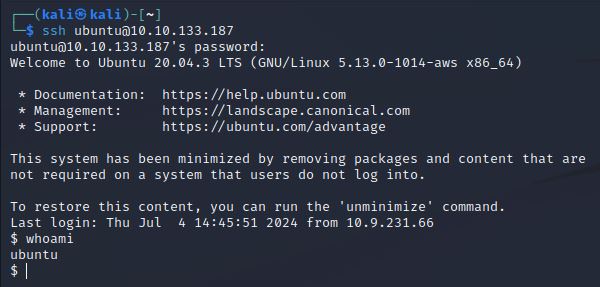 ┌──(kali㉿kali)-[~]
└─$ ssh ubuntu@10.10.133.187
ubuntu@10.10.133.187's password:
Welcome to Ubuntu 20.04.3 LTS (GNU/Linux 5.13.0-1014-aws x86_64)
* Documentation:  https://help.ubuntu.com
* Management:     https://landscape.canonical.com
* Support:        https://ubuntu.com/advantage
This system has been minimized by removing packages and content that are
not required on a system that users do not log into.
To restore this content, you can run the 'unminimize' command.
Last login: Thu Jul  4 14:45:51 2024 from 10.9.231.66
$ whoami
ubuntu
$